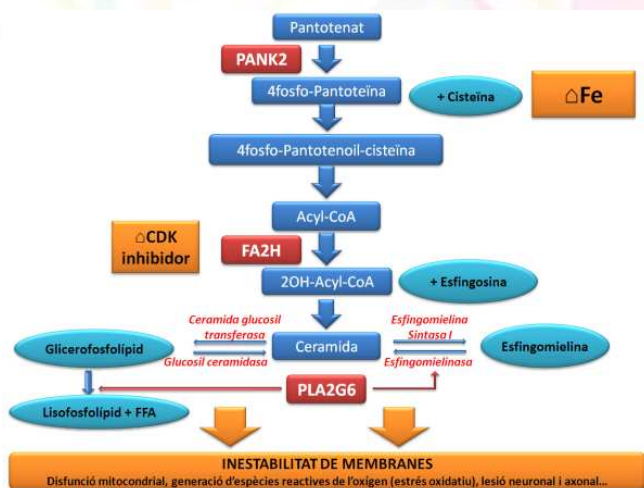 Pantotenat
PANK2
4fosfo-Pantoteïna
+ Cisteïna
⌂Fe
4fosfo-Pantotenoil-cisteïna
Acyl-CoA
⌂CDK
inhibidor
FA2H
2OH-Acyl-CoA
+ Esfingosina
Ceramida glucosil
transferasa
Esfingomielina
Sintasa I
Glicerofosfolípid
Ceramida
Esfingomielina
Glucosil ceramidasa
Esfingomielinasa
PLA2G6
Lisofosfolípid + FFA
INESTABILITAT DE MEMBRANES
Disfunció mitocondrial, generació d'espècies reactives de l'oxigen (estrés oxidatiu), lesió neuronal i axonal...